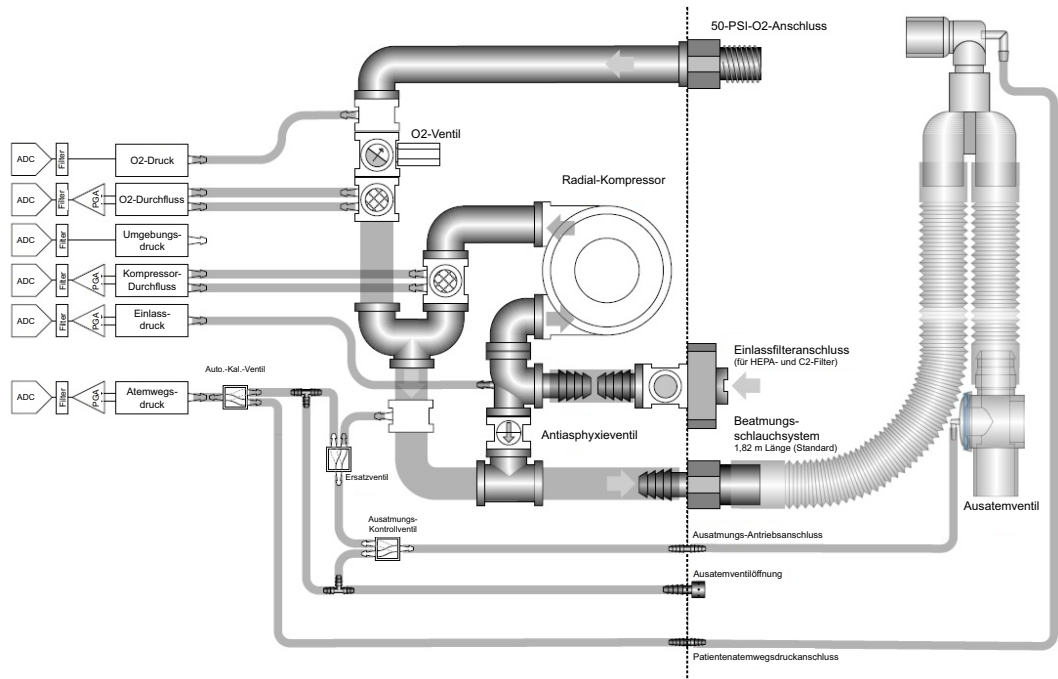 50-PSI-O2-Anschluss
O2-Ventil
ADC
Filter
O2-Druck
Radial-Kompressor
ADC
Filter
PGA
O2-Durchfluss
ADC
Filter
Umgebungs-
druck
ADC
Filter
PGA
Kompressor-
Durchfluss
ADC
Filter
PGA
Einlass-
druck
Einlassfilteranschluss
(für HEPA- und C2-Filter)
Auto.-Kal.-Ventil
ADC
Filter
PGA
Atemwegs-
druck
Antiasphyxieventil
Beatmungs-
schlauchsystem
1,82 m Länge (Standard)
Ersatzventil
Ausatemventil
Ausatmungs-
Kontrollventil
Ausatmungs-Antriebsanschluss
Ausatemventilöffnung
Patientenatemwegsdruckanschluss